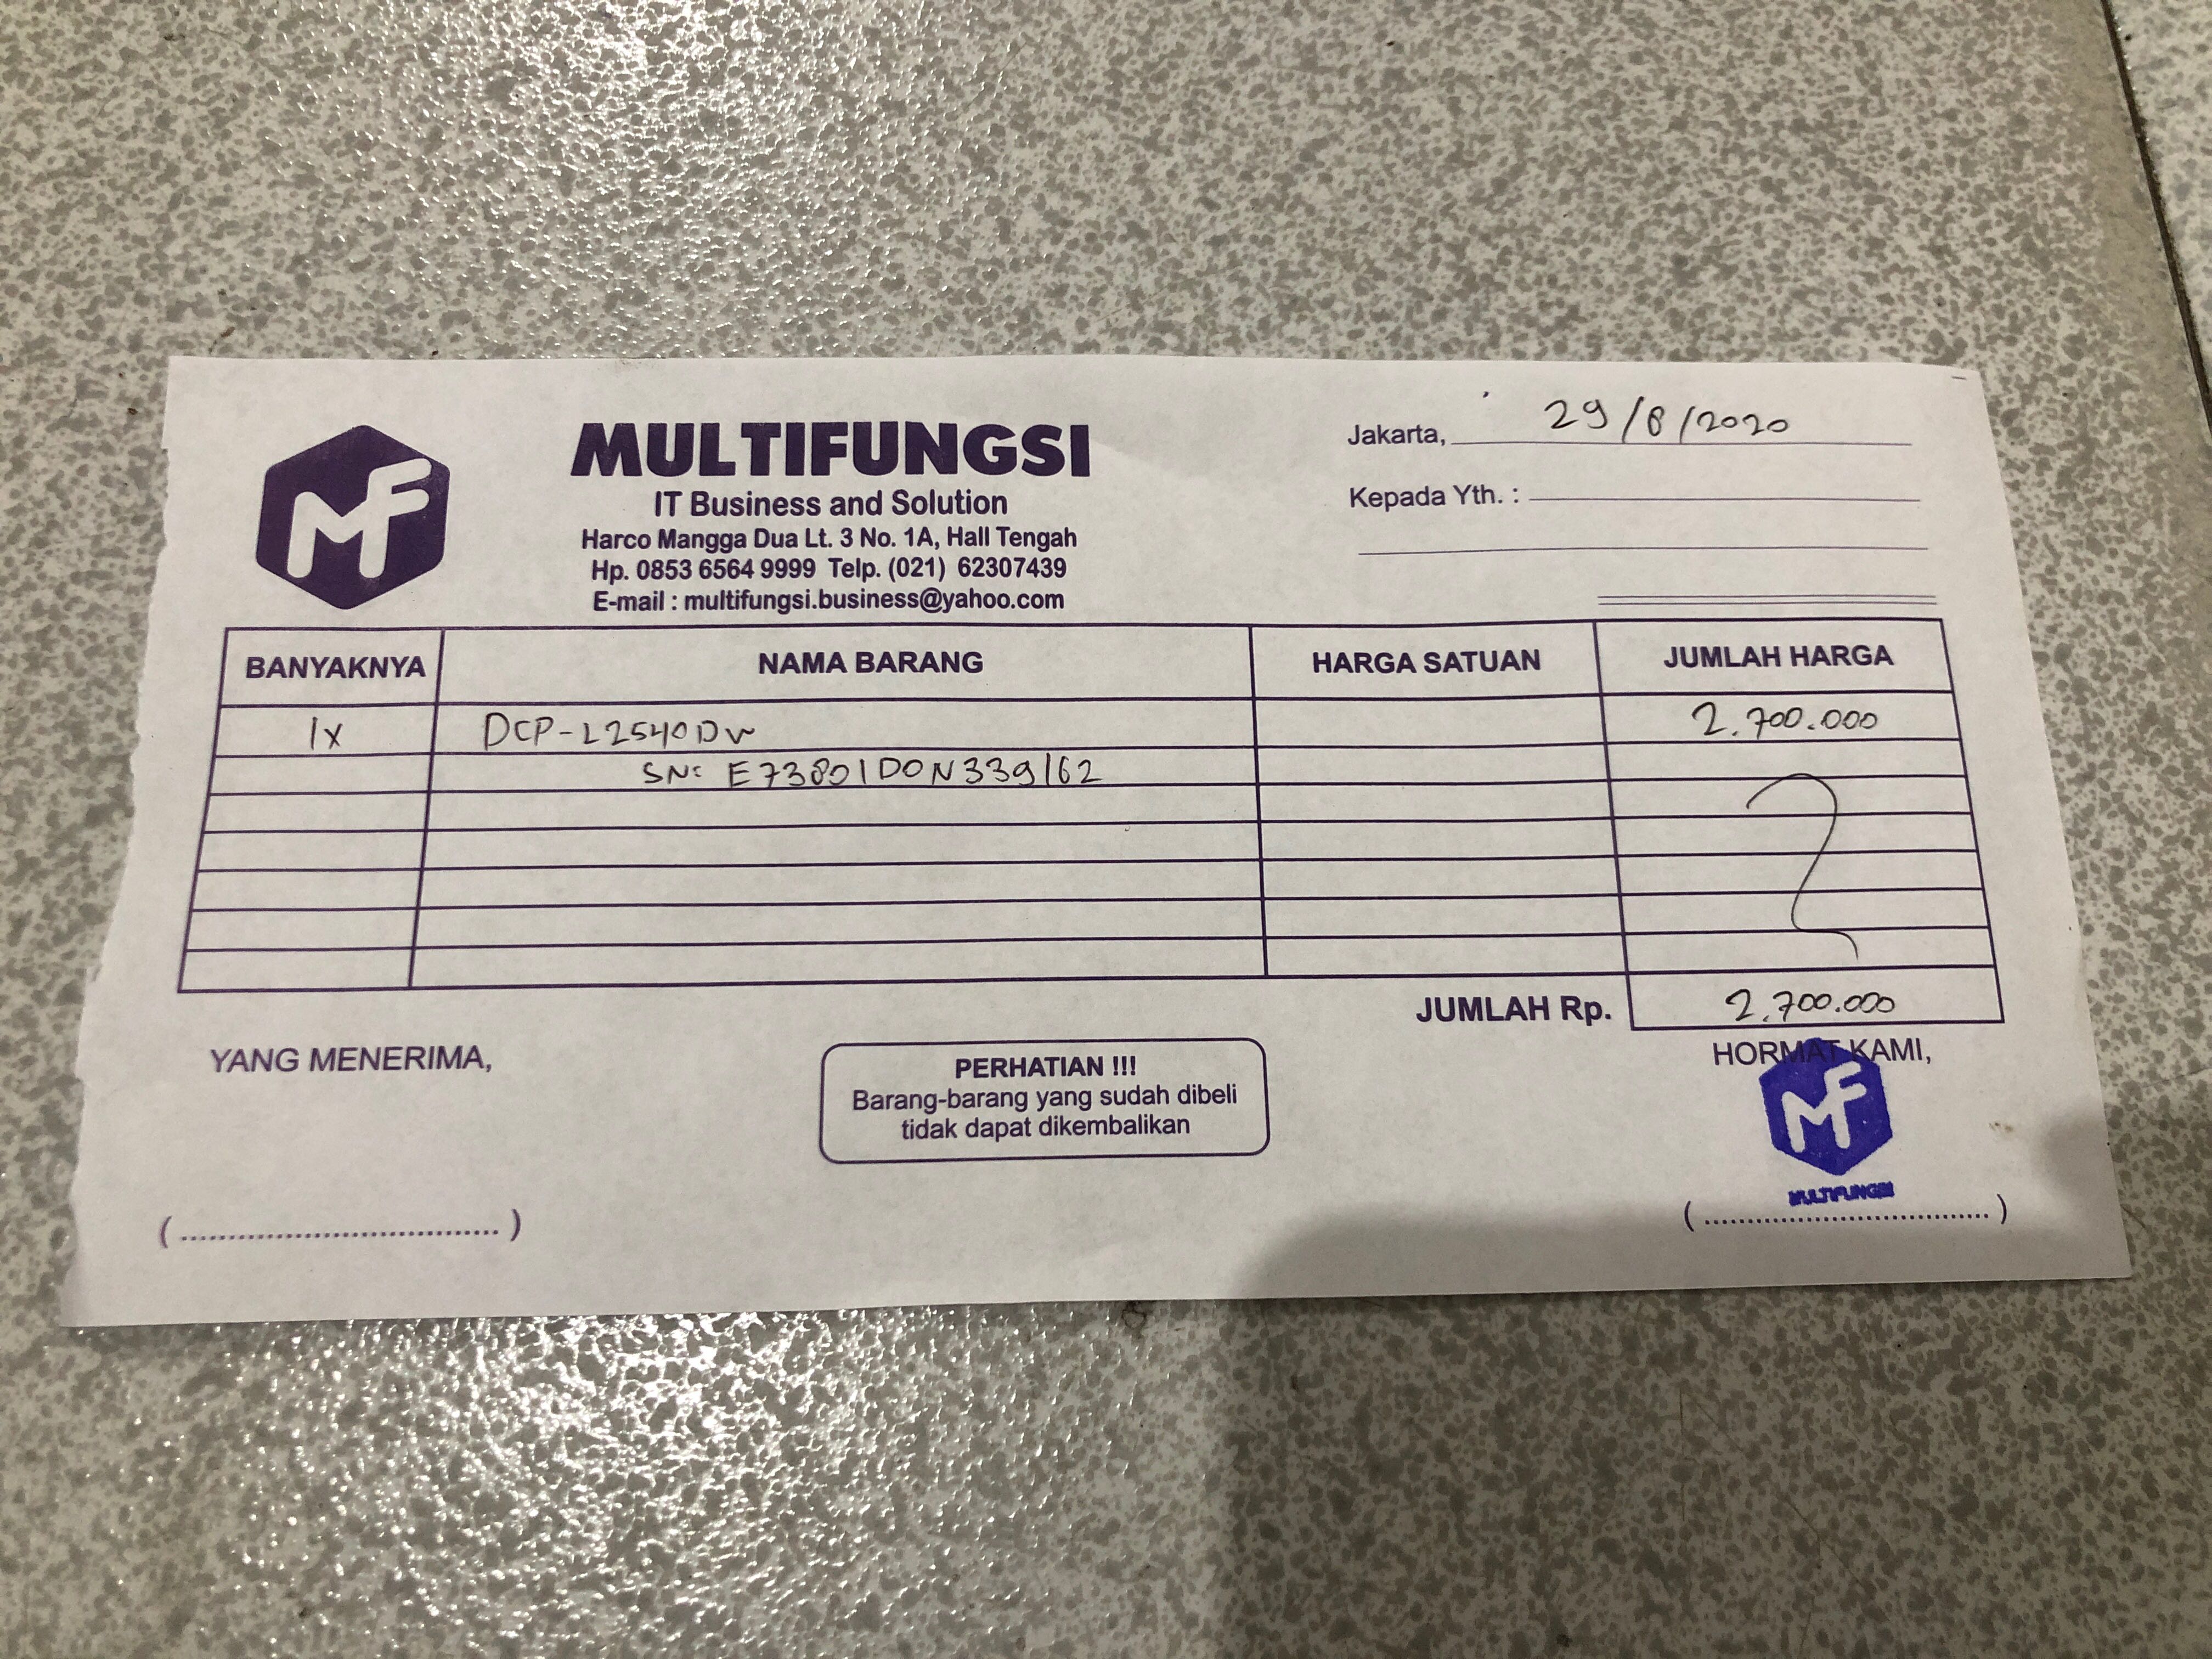 MF
MULTIFUNGSI
IT Business and Solution
Harco Mangga Dua Lt. 3 No. 1A, Hall Tengah
Hp. 0853 6564 9999 Telp. (021) 62307439
E-mail : multifungsi.business@yahoo.com
Jakarta, 29/8/2020
Kepada Yth. :
BANYAKNYA NAMA BARANG HARGA SATUAN JUMLAH HARGA
1x DCP-L2540DW 2.700.000
SN: E73801D0N339162
JUMLAH Rp. 2.700.000
YANG MENERIMA,
PERHATIAN !!!
Barang-barang yang sudah dibeli
tidak dapat dikembalikan
HORMAT KAMI,
MF
MULTIFUNGSI
(.................................)
(.................................)